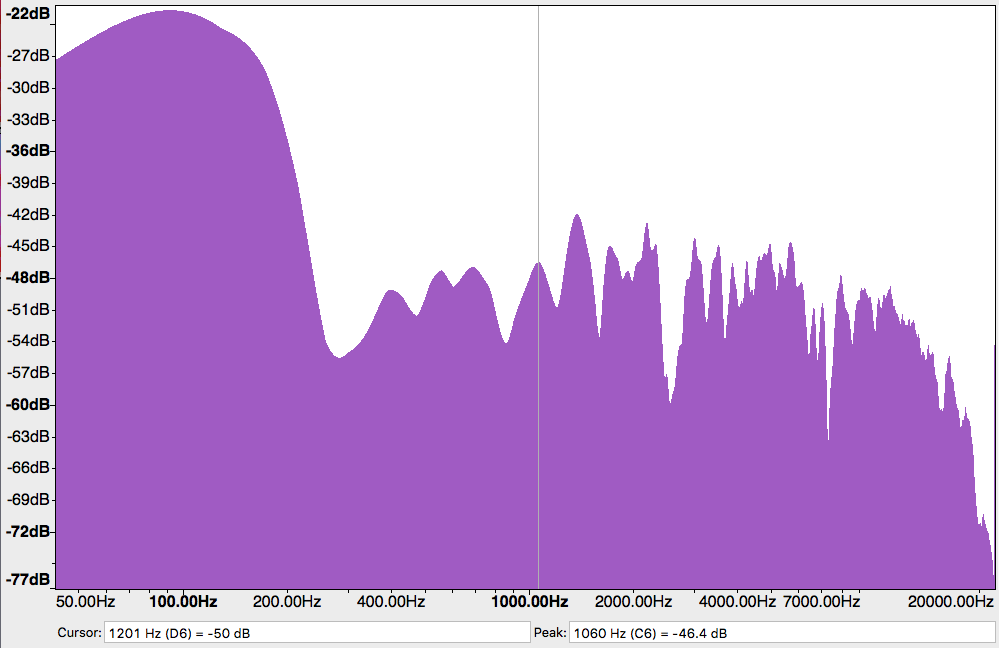 -22dB
-27dB
-30dB
-33dB
-36dB
-39dB
-42dB
-45dB
-48dB
-51dB
-54dB
-57dB
-60dB
-63dB
-66dB
-69dB
-72dB
-77dB
50.00Hz 100.00Hz 200.00Hz 400.00Hz 1000.00Hz 2000.00Hz 4000.00Hz 7000.00Hz 20000.00Hz
Cursor: 1201 Hz (D6) = -50 dB Peak: 1060 Hz (C6) = -46.4 dB